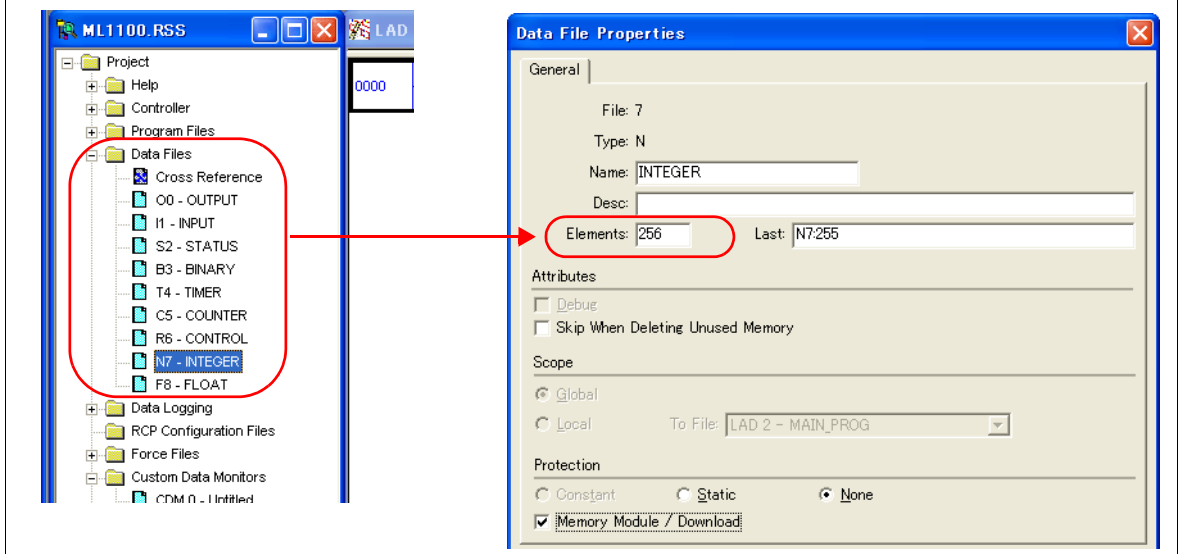 ML1100.RSS
LAD
0000
Project
Help
Controller
Program Files
Data Files
Cross Reference
O0 - OUTPUT
I1 - INPUT
S2 - STATUS
B3 - BINARY
T4 - TIMER
C5 - COUNTER
R6 - CONTROL
N7 - INTEGER
F8 - FLOAT
Data Logging
RCP Configuration Files
Force Files
Custom Data Monitors
CDM 0 - Untitled
Data File Properties
General
File: 7
Type: N
Name: INTEGER
Desc:
Elements: 256 Last: N7:255
Attributes
Debug
Skip When Deleting Unused Memory
Scope
Global
Local To File: LAD 2 - MAIN_PROG
Protection
Constant Static None
Memory Module / Download